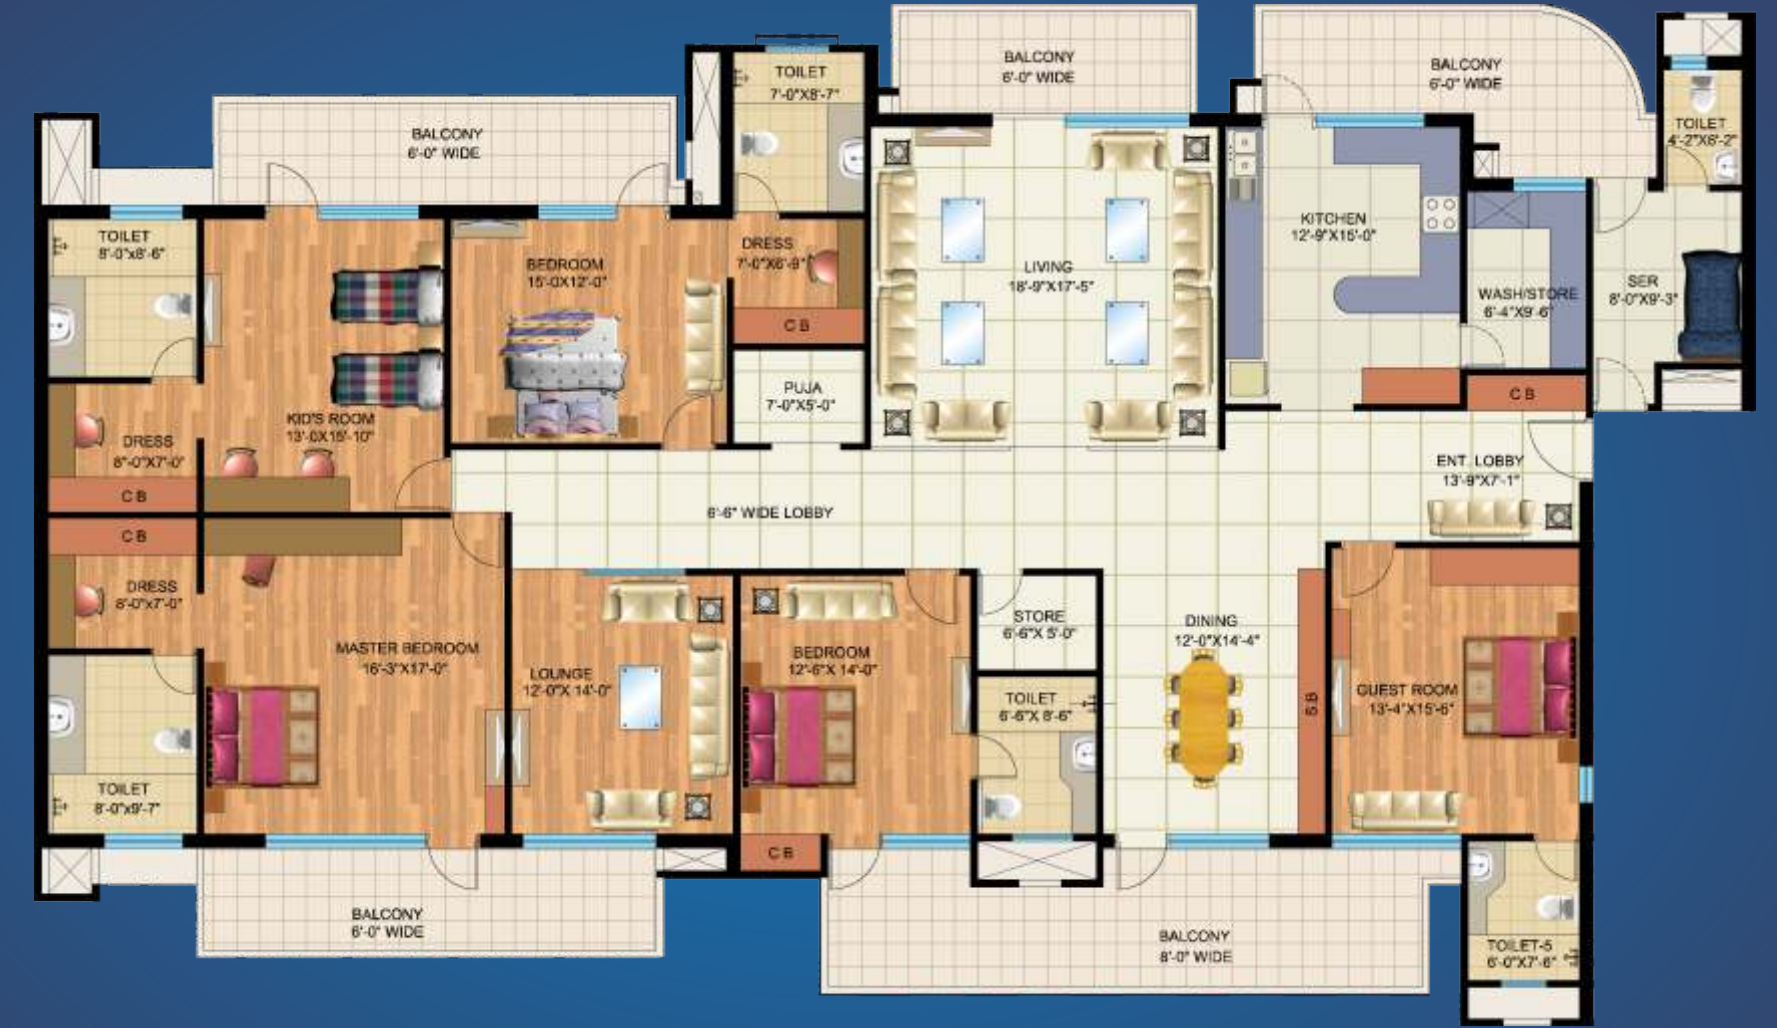 BALCONY
6'-0" WIDE
TOILET
7'-0"X8'-7"
BALCONY
6'-0" WIDE
BALCONY
6'-0" WIDE
TOILET
4'-2"X6'-2"
TOILET
8'-0"x8'-6"
BEDROOM
15'-0X12'-0"
DRESS
7'-0"X6'-9"
C B
LIVING
18'-9"X17'-5"
KITCHEN
12'-9"X15'-0"
WASH/STORE
6'-4"X9'-6"
SER
8'-0"X9'-3"
KID'S ROOM
13'-0X15'-10"
PUJA
7'-0"X5'-0"
C B
DRESS
8'-0"X7'-0"
C B
ENT. LOBBY
13'-9"X7'-1"
6'-6" WIDE LOBBY
C B
DRESS
8'-0"x7'-0"
MASTER BEDROOM
16'-3"X17'-0"
LOUNGE
12'-0"X 14'-0"
BEDROOM
12'-6"X 14'-0"
STORE
6'-6"X 5'-0"
DINING
12'-0"X14'-4"
TOILET
6'-6"X 8'-6"
GUEST ROOM
13'-4"X15'-6"
TOILET
8'-0"x9'-7"
C B
BALCONY
6'-0" WIDE
BALCONY
8'-0" WIDE
TOILET-5
6'-0"X7'-6"